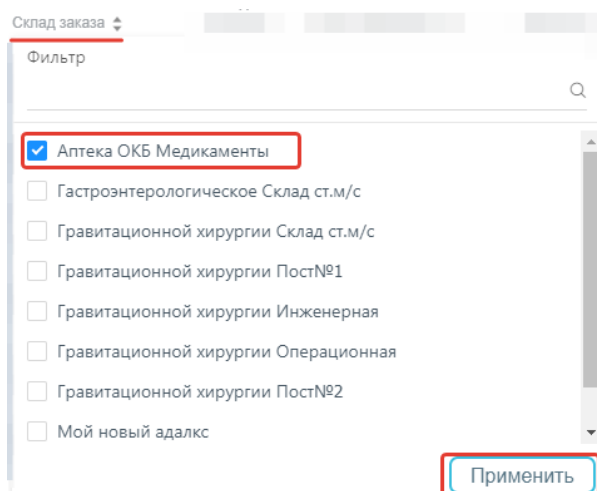 Склад заказа
Фильтр
Аптека ОКБ Медикаменты
Гастроэнтерологическое Склад ст.м/с
Гравитационной хирургии Склад ст.м/с
Гравитационной хирургии Пост№1
Гравитационной хирургии Инженерная
Гравитационной хирургии Операционная
Гравитационной хирургии Пост№2
Мой новый адалкс
Применить